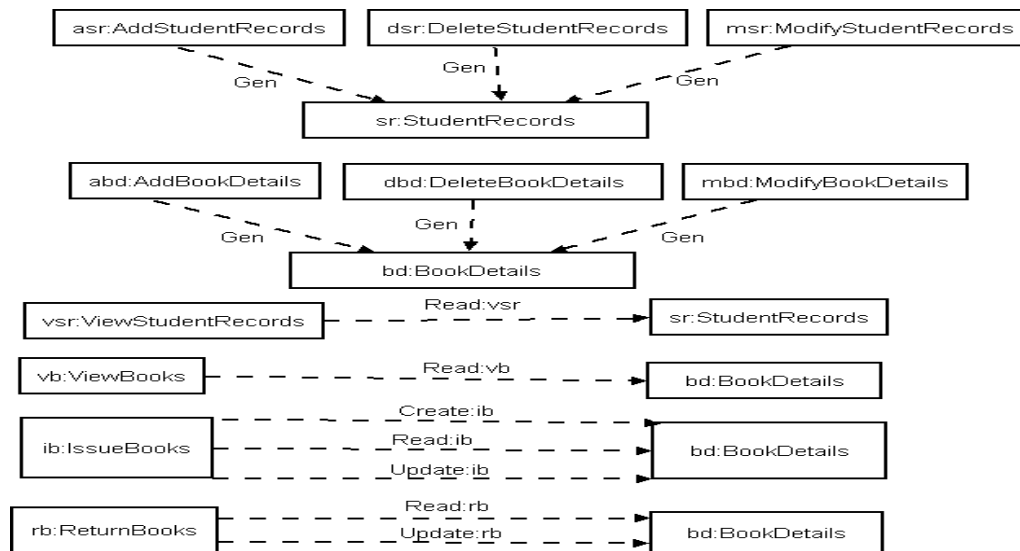 asr:AddStudentRecords
dsr:DeleteStudentRecords
msr:ModifyStudentRecords
Gen
Gen
Gen
sr:StudentRecords
abd:AddBookDetails
dbd:DeleteBookDetails
mbd:ModifyBookDetails
Gen
Gen
Gen
bd:BookDetails
vsr:ViewStudentRecords
Read:vsr
sr:StudentRecords
vb:ViewBooks
Read:vb
bd:BookDetails
ib:IssueBooks
Create:ib
Read:ib
Update:ib
bd:BookDetails
rb:ReturnBooks
Read:rb
Update:rb
bd:BookDetails